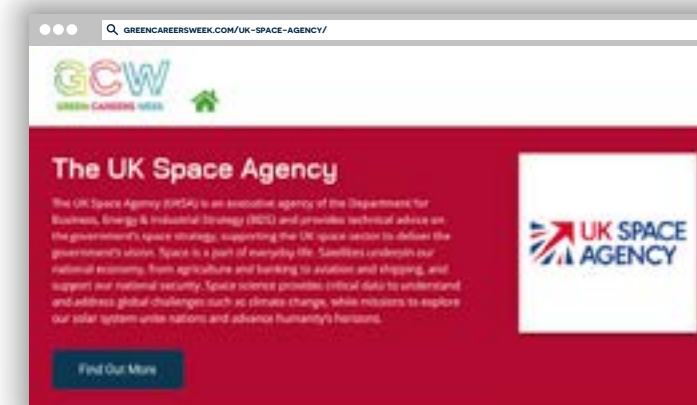 GREENCAREERSWEEK.COM/UK-SPACE-AGENCY/
GCW
GREEN CAREERS WEEK
The UK Space Agency
The UK Space Agency (UKSA) is an executive agency of the Department for
Business, Energy & Industrial Strategy (BEIS) and provides technical advice on
the government's space strategy, supporting the UK space sector to deliver the
government's vision. Space is a part of everyday life. Satellites underpin our
national economy, from agriculture and banking to aviation and shipping, and
support our national security. Space science provides critical data to understand
and address global challenges such as climate change, while missions to explore
our solar system unite nations and advance humanity's horizons.
UK SPACE
AGENCY
Find Out More